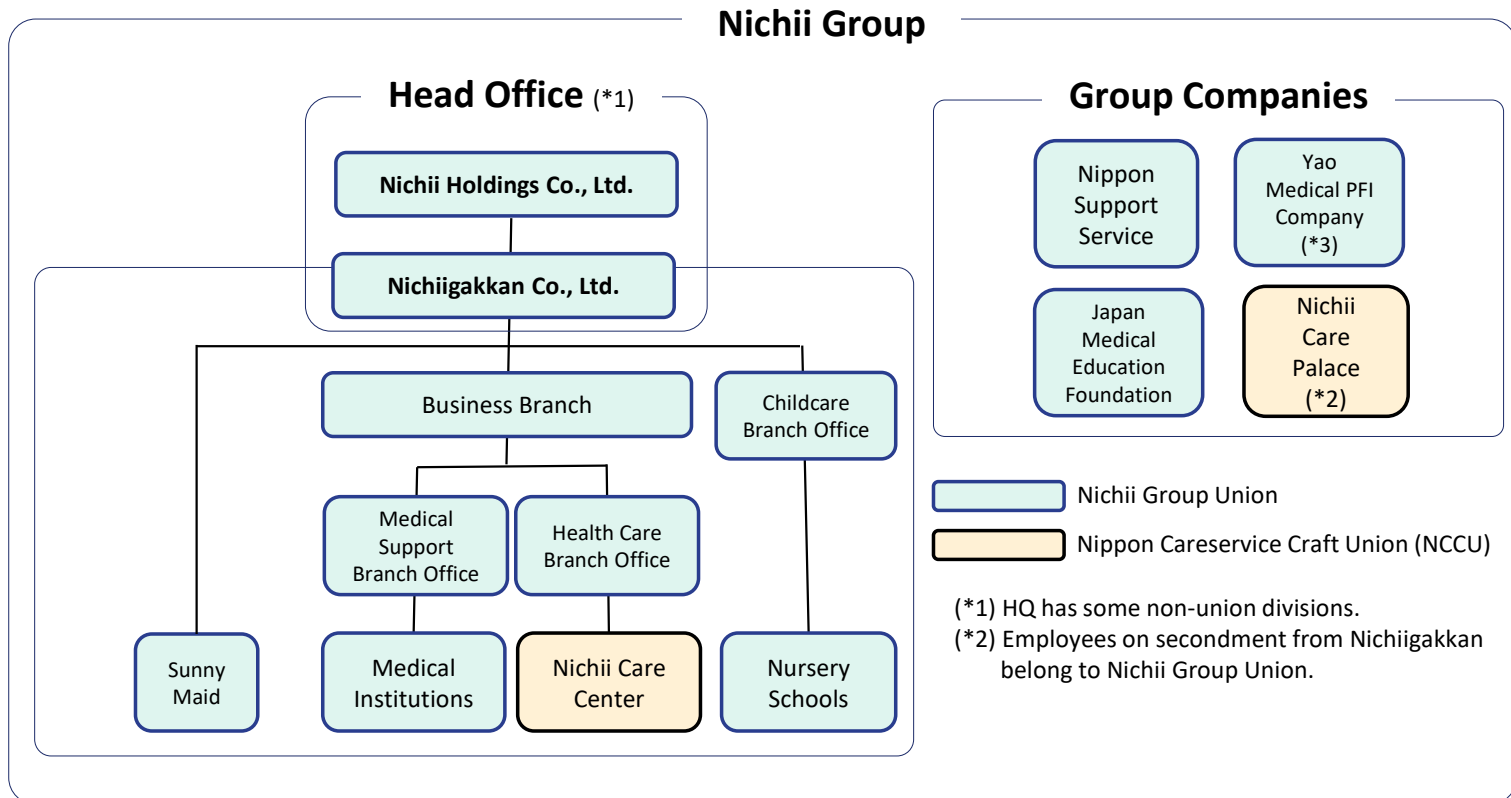 Nichii Group
Head Office (*1)
Nichii Holdings Co., Ltd.
Nichiigakkan Co., Ltd.
Business Branch
Childcare
Branch Office
Medical
Support
Branch Office
Health Care
Branch Office
Sunny
Maid
Medical
Institutions
Nichii Care
Center
Nursery
Schools
Group Companies
Nippon
Support
Service
Yao
Medical PFI
Company
(*3)
Japan
Medical
Education
Foundation
Nichii
Care
Palace
(*2)
Nichii Group Union
Nippon Careservice Craft Union (NCCU)
(*1) HQ has some non-union divisions.
(*2) Employees on secondment from Nichiigakkan
belong to Nichii Group Union.